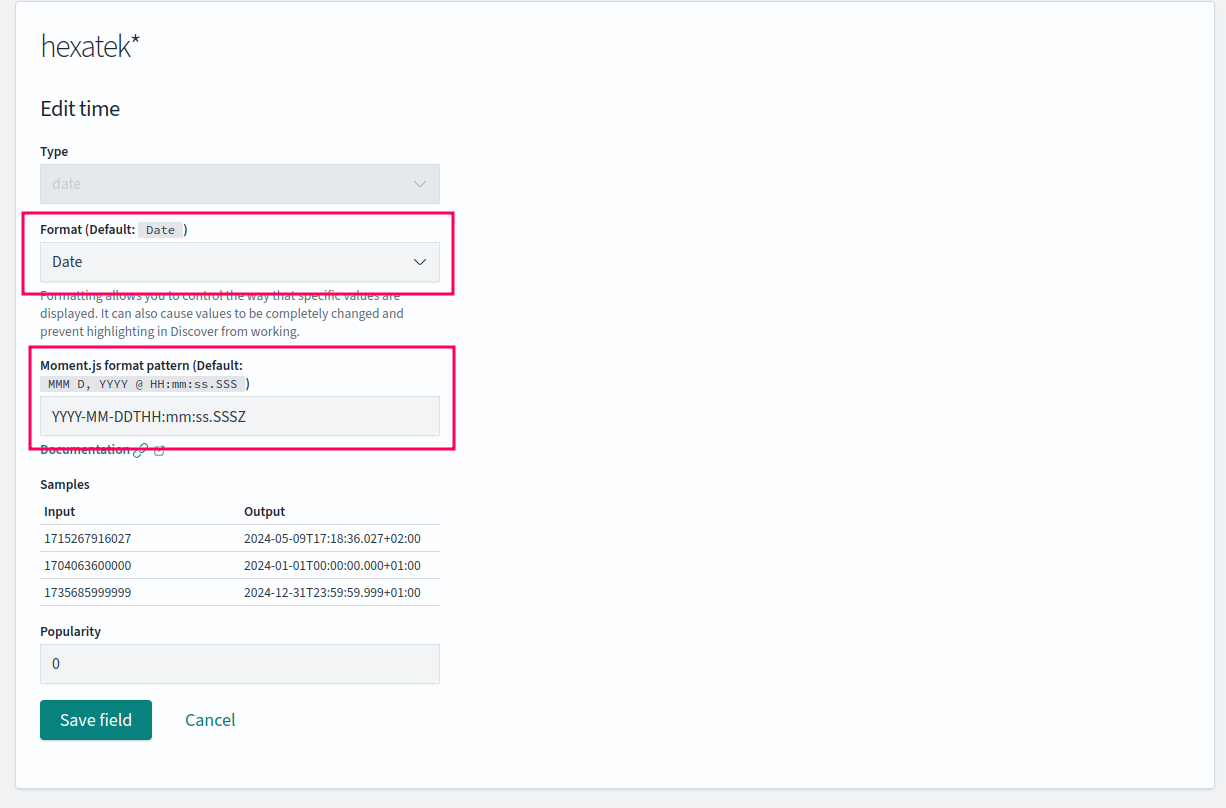 hexatek*
Edit time
Type
date
Format (Default: Date )
Date
Formatting allows you to control the way that specific values are
displayed. It can also cause values to be completely changed and
prevent highlighting in Discover from working.
Moment.js format pattern (Default:
MMM D, YYYY @ HH:mm:ss.SSS )
YYYY-MM-DDTHH:mm:ss.SSSZ
Documentation
Samples
Input Output
1715267916027 2024-05-09T17:18:36.027+02:00
1704063600000 2024-01-01T00:00:00.000+01:00
1735685999999 2024-12-31T23:59:59.999+01:00
Popularity
0
Save field Cancel